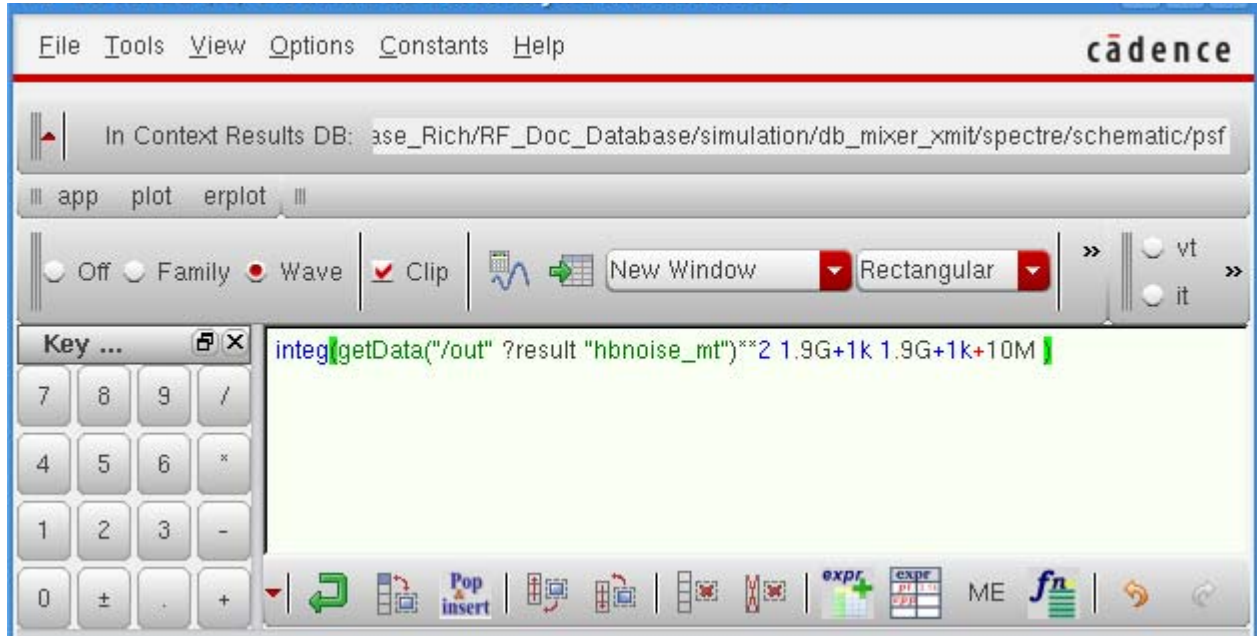 File Tools View Options Constants Help cādence
In Context Results DB: ase_Rich/RF_Doc_Database/simulation/db_mixer_xmit/spectre/schematic/psf
app plot erplot
Off Family Wave Clip New Window Rectangular » vt »
it
Key ...
integ(getData("/out" ?result "hbnoise_mt")**2 1.9G+1k 1.9G+1k+10M )
7 8 9 /
4 5 6 *
1 2 3 -
0 ± . +
Pop & insert expr expr ME fn